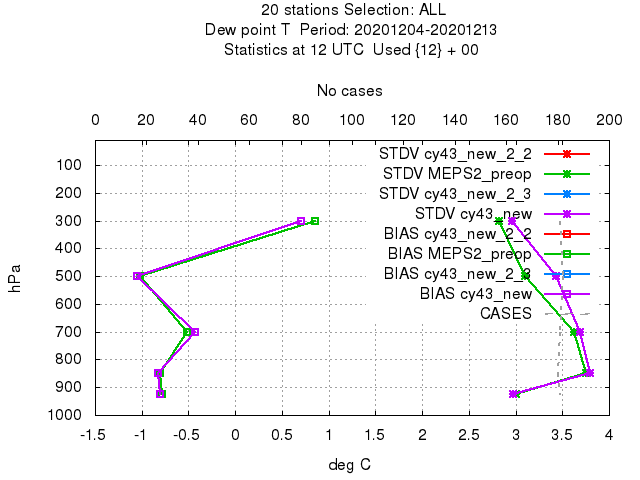 20 stations Selection: ALL
Dew point T  Period: 20201204-20201213
Statistics at 12 UTC  Used {12} + 00
No cases
0 20 40 60 80 100 120 140 160 180 200
100
200
300
400
500
600
700
800
900
1000
hPa
STDV cy43_new_2_2
STDV MEPS2_preop
STDV cy43_new_2_3
STDV cy43_new
BIAS cy43_new_2_2
BIAS MEPS2_preop
BIAS cy43_new_2_3
BIAS cy43_new
CASES
-1.5 -1 -0.5 0 0.5 1 1.5 2 2.5 3 3.5 4
deg C